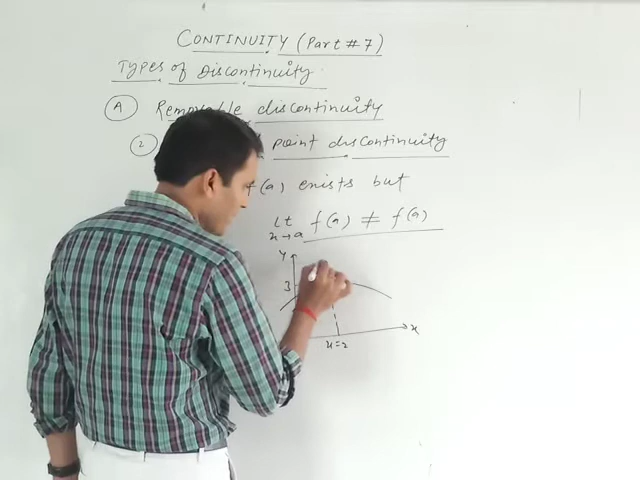 CONTINUITY (Part # 7)
Types of Discontinuity
A Removable discontinuity
2 point discontinuity
f(a) exists but
Lt f(a) ≠ f(a)
x→a
Y
3
x
x=2